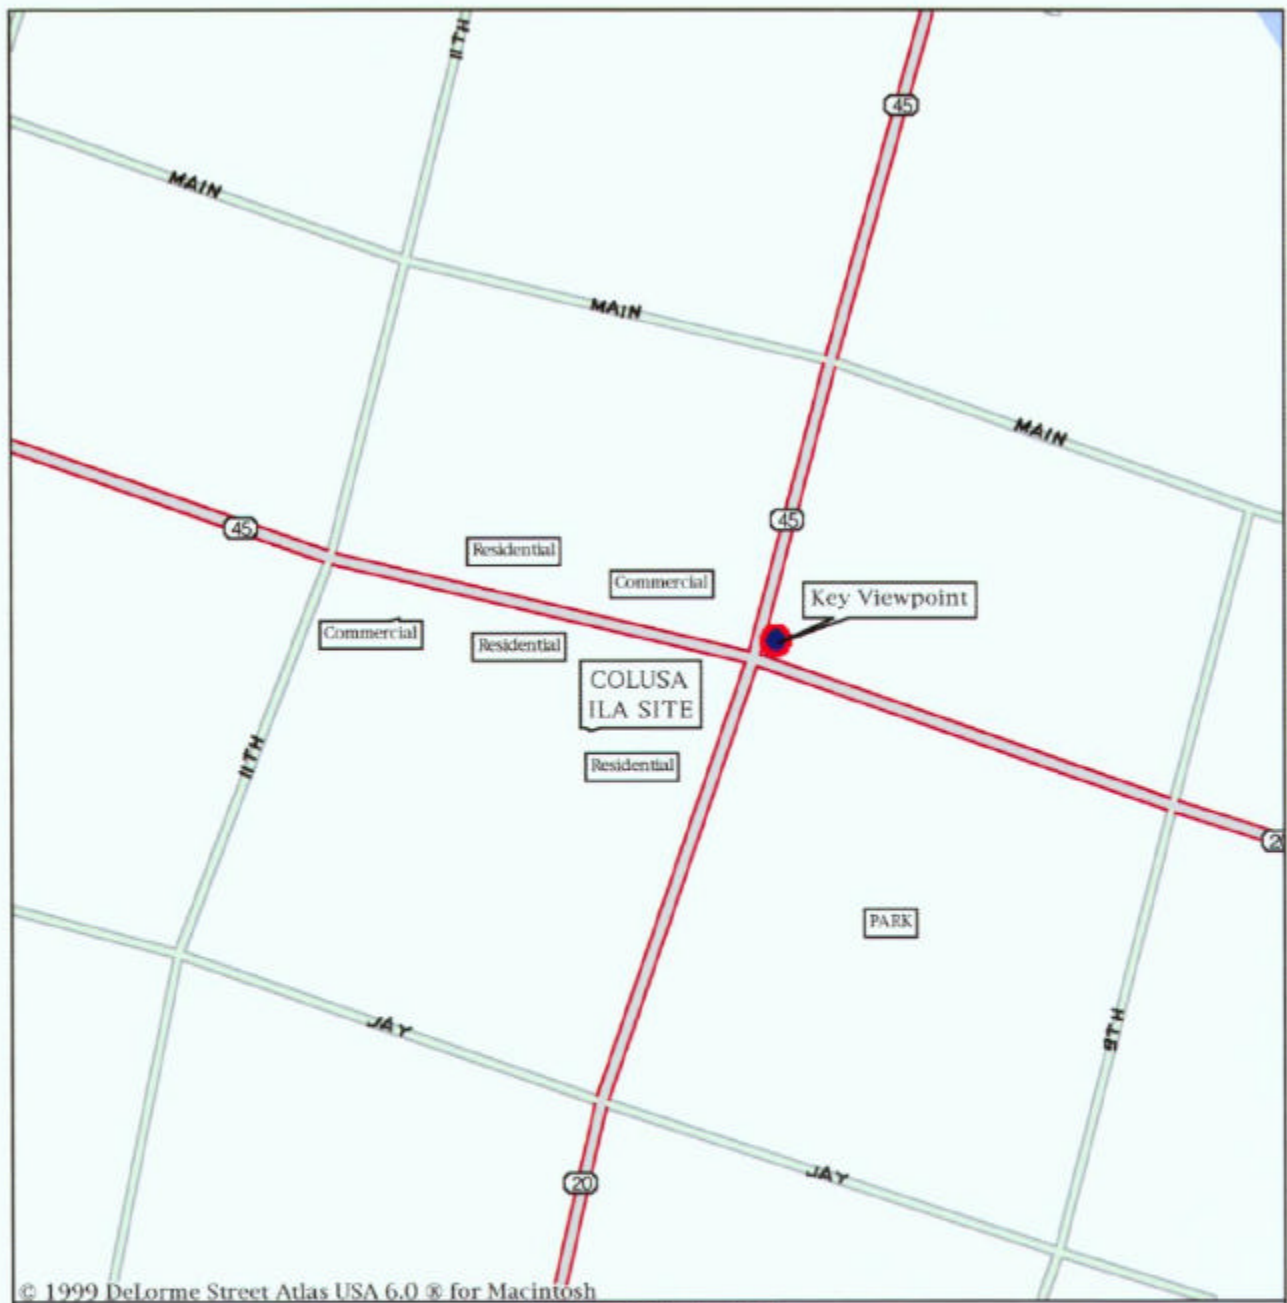 11TH
45
MAIN
MAIN
MAIN
45
45
Residential
Commercial
Key Viewpoint
Commercial
Residential
COLUSA
ILA SITE
11TH
Residential
20
PARK
9TH
JAY
JAY
20
© 1999 DeLorme Street Atlas USA 6.0 ® for Macintosh